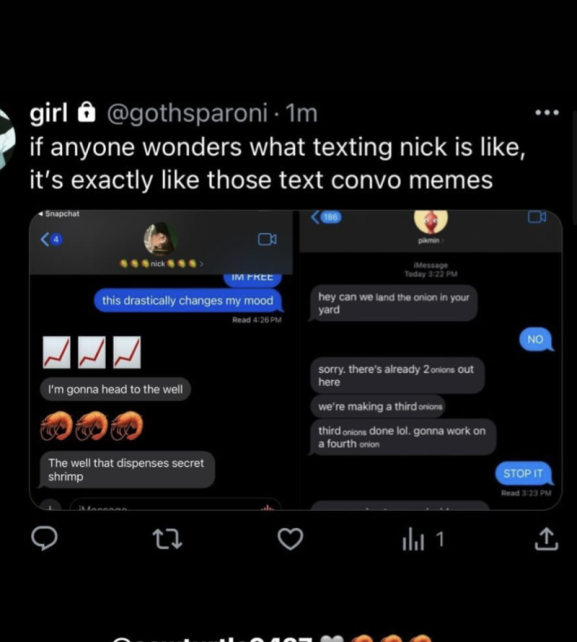 girl @gothsparoni · 1m
if anyone wonders what texting nick is like,
it's exactly like those text convo memes
Snapchat
4
nick
IM FREE
this drastically changes my mood
Read 4:26 PM
I'm gonna head to the well
The well that dispenses secret
shrimp
iMessage
186
pikmin
iMessage
Today 3:22 PM
hey can we land the onion in your
yard
NO
sorry. there's already 2 onions out
here
we're making a third onions
third onions done lol. gonna work on
a fourth onion
STOP IT
Read 3:23 PM
1